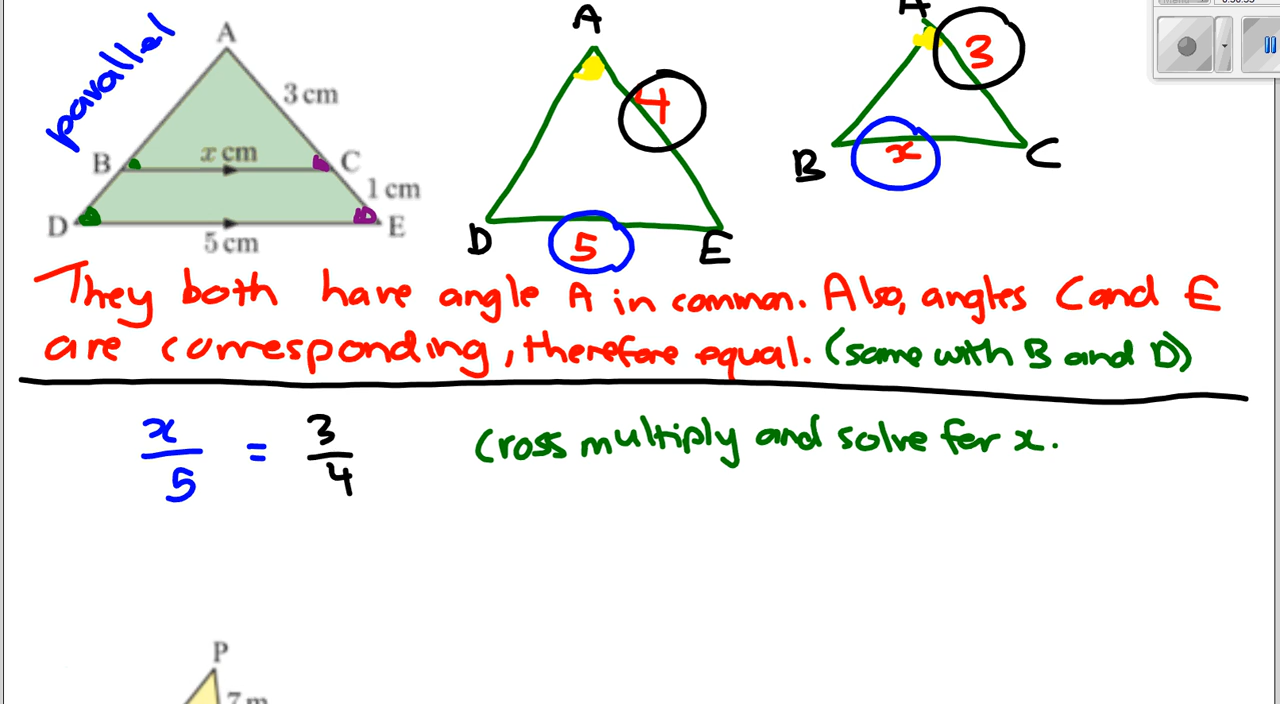 parallel
A
3 cm
B
x cm
C
1 cm
D
5 cm
E
A
4
D
5
E
A
3
B
x
C
They both have angle A in common. Also, angles C and E
are corresponding, therefore equal. (same with B and D)
x/5 = 3/4
Cross multiply and solve for x.
P
7 m